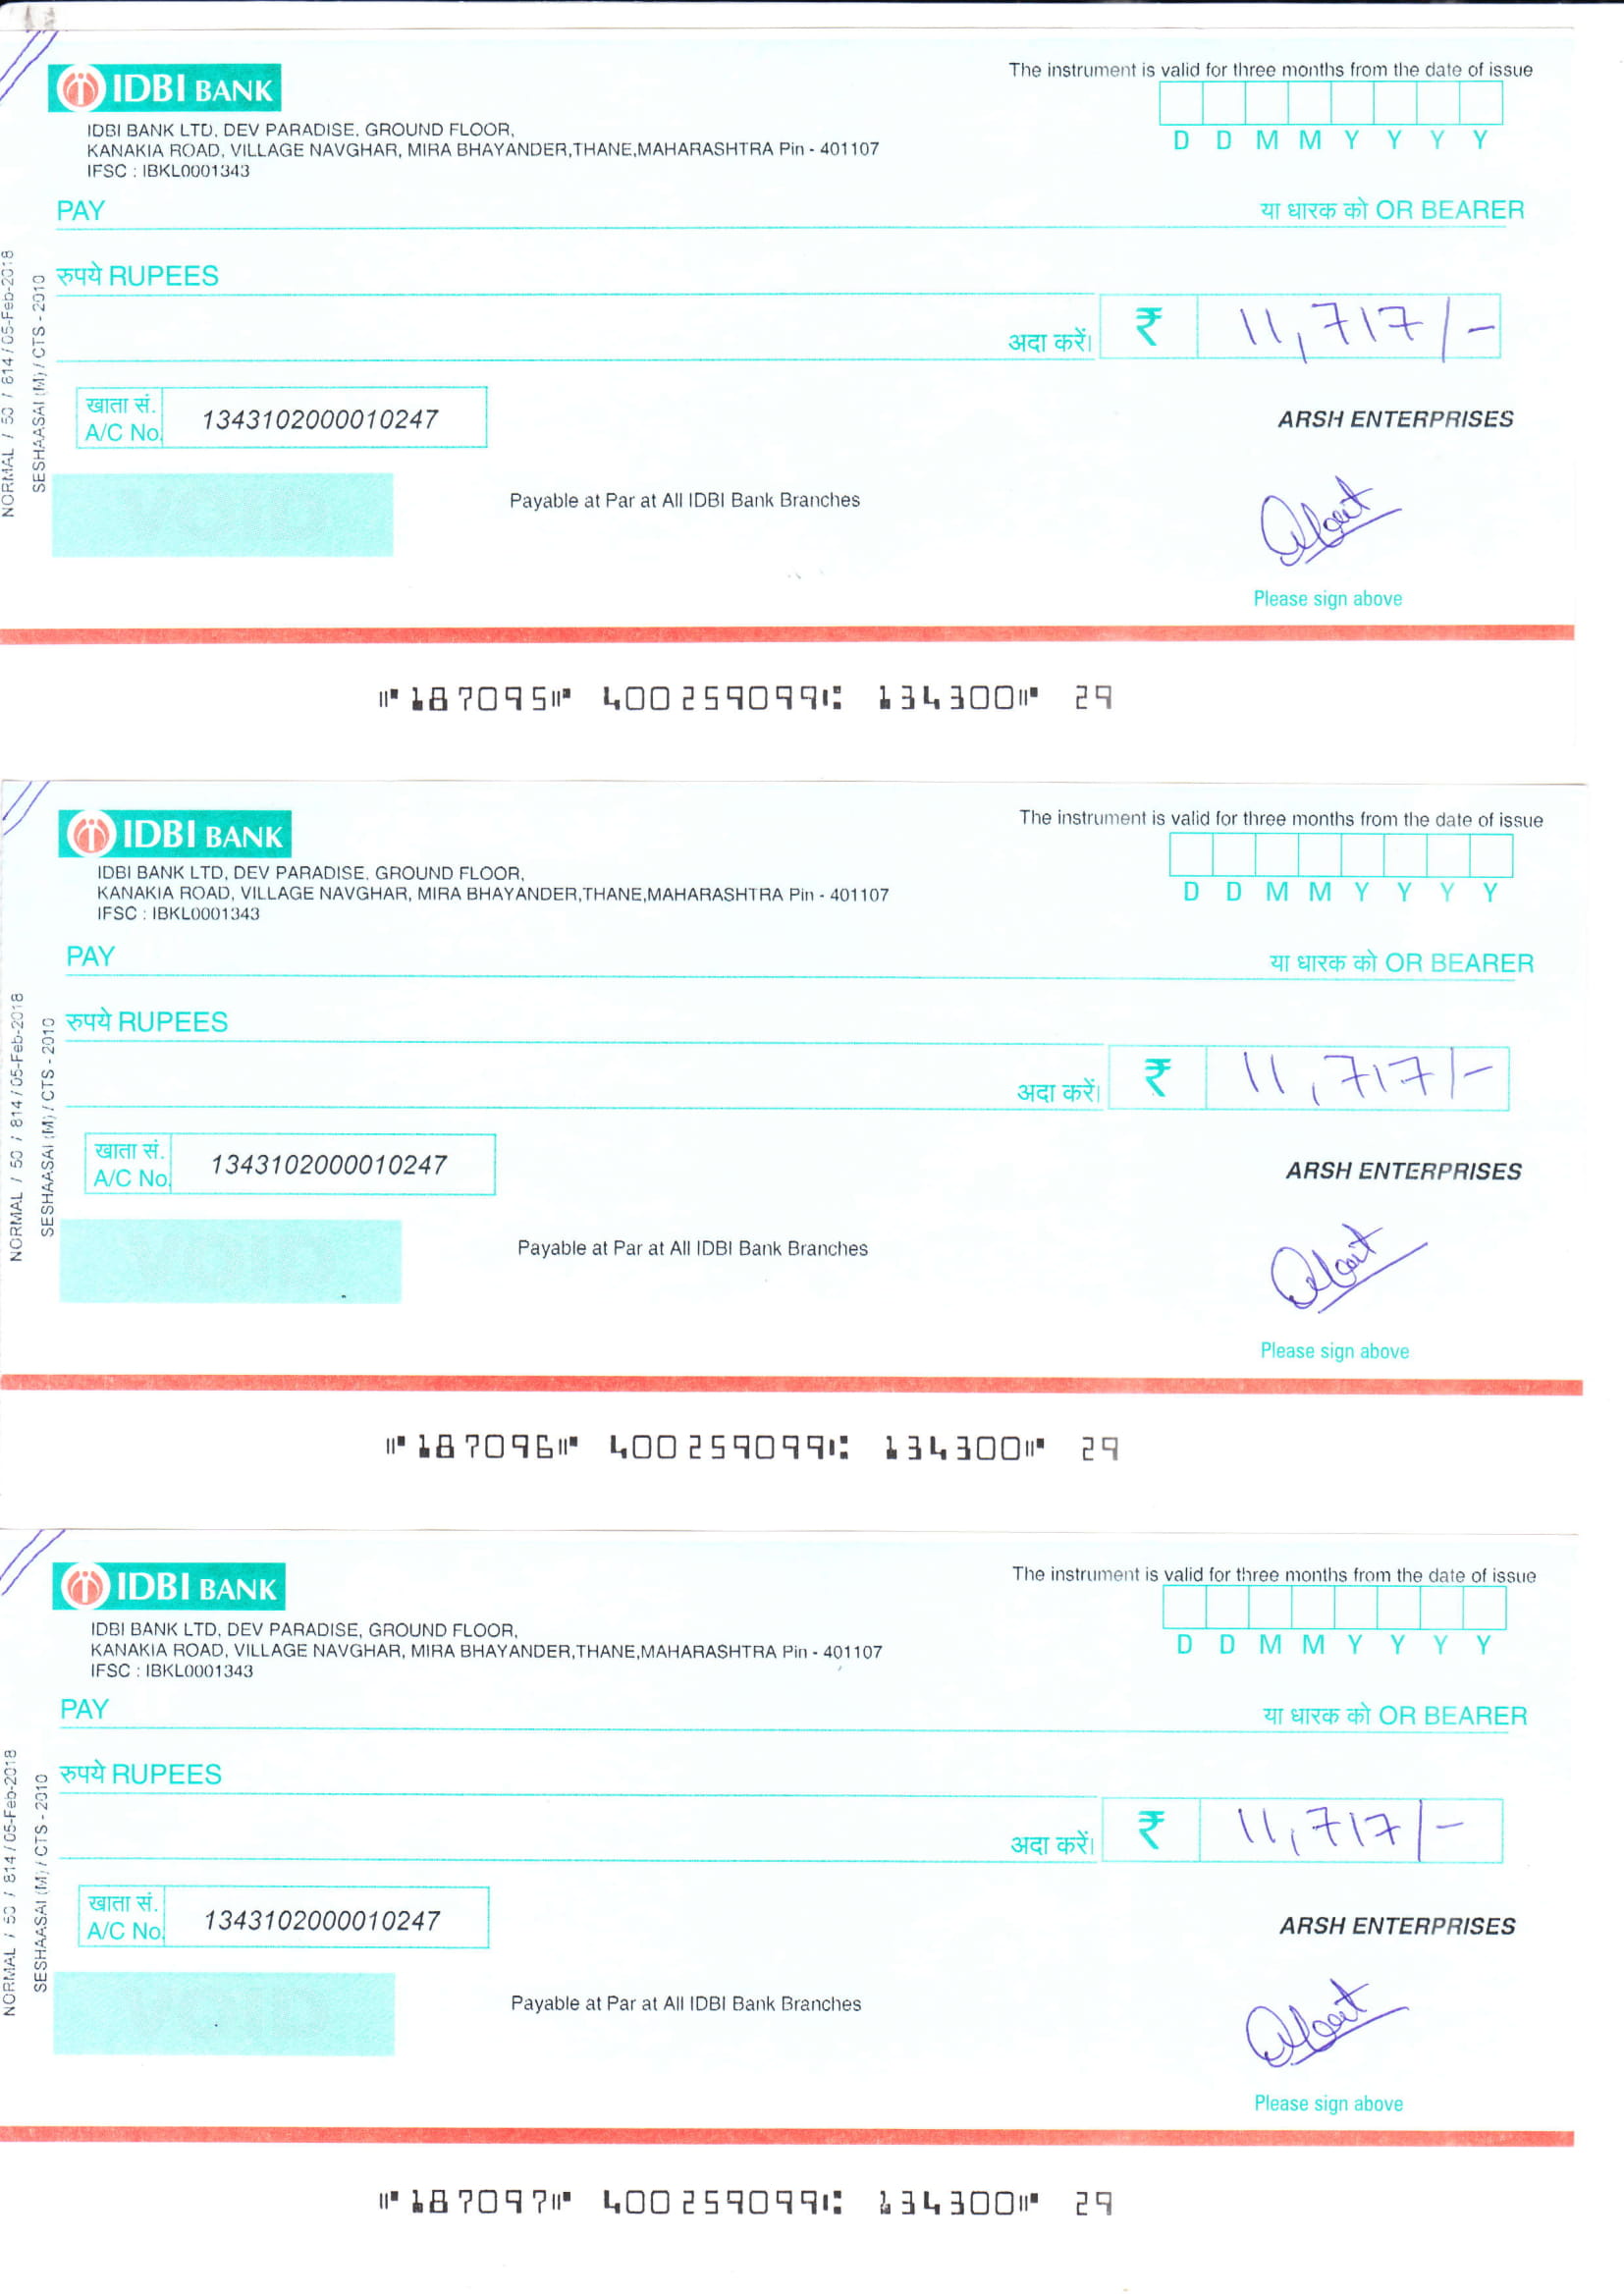 IDBI BANK
The instrument is valid for three months from the date of issue
IDBI BANK LTD, DEV PARADISE, GROUND FLOOR,
KANAKIA ROAD, VILLAGE NAVGHAR, MIRA BHAYANDER,THANE,MAHARASHTRA Pin - 401107
IFSC : IBKL0001343
D D M M Y Y Y Y
PAY
या धारक को OR BEARER
रुपये RUPEES
अदा करें।
₹ 11,717/-
खाता सं.
A/C No.
1343102000010247
ARSH ENTERPRISES
VOID
Payable at Par at All IDBI Bank Branches
Please sign above
NORMAL / 50 / 814 / 05-Feb-2018
SESHAASAI (M) / CTS - 2010
⑈187095⑈ 400259099⑆ 134300⑈ 29
IDBI BANK
The instrument is valid for three months from the date of issue
IDBI BANK LTD, DEV PARADISE, GROUND FLOOR,
KANAKIA ROAD, VILLAGE NAVGHAR, MIRA BHAYANDER,THANE,MAHARASHTRA Pin - 401107
IFSC : IBKL0001343
D D M M Y Y Y Y
PAY
या धारक को OR BEARER
रुपये RUPEES
अदा करें।
₹ 11,717/-
खाता सं.
A/C No.
1343102000010247
ARSH ENTERPRISES
VOID
Payable at Par at All IDBI Bank Branches
Please sign above
NORMAL / 50 / 814 / 05-Feb-2018
SESHAASAI (M) / CTS - 2010
⑈187096⑈ 400259099⑆ 134300⑈ 29
IDBI BANK
The instrument is valid for three months from the date of issue
IDBI BANK LTD, DEV PARADISE, GROUND FLOOR,
KANAKIA ROAD, VILLAGE NAVGHAR, MIRA BHAYANDER,THANE,MAHARASHTRA Pin - 401107
IFSC : IBKL0001343
D D M M Y Y Y Y
PAY
या धारक को OR BEARER
रुपये RUPEES
अदा करें।
₹ 11,717/-
खाता सं.
A/C No.
1343102000010247
ARSH ENTERPRISES
VOID
Payable at Par at All IDBI Bank Branches
Please sign above
NORMAL / 50 / 814 / 05-Feb-2018
SESHAASAI (M) / CTS - 2010
⑈187097⑈ 400259099⑆ 134300⑈ 29